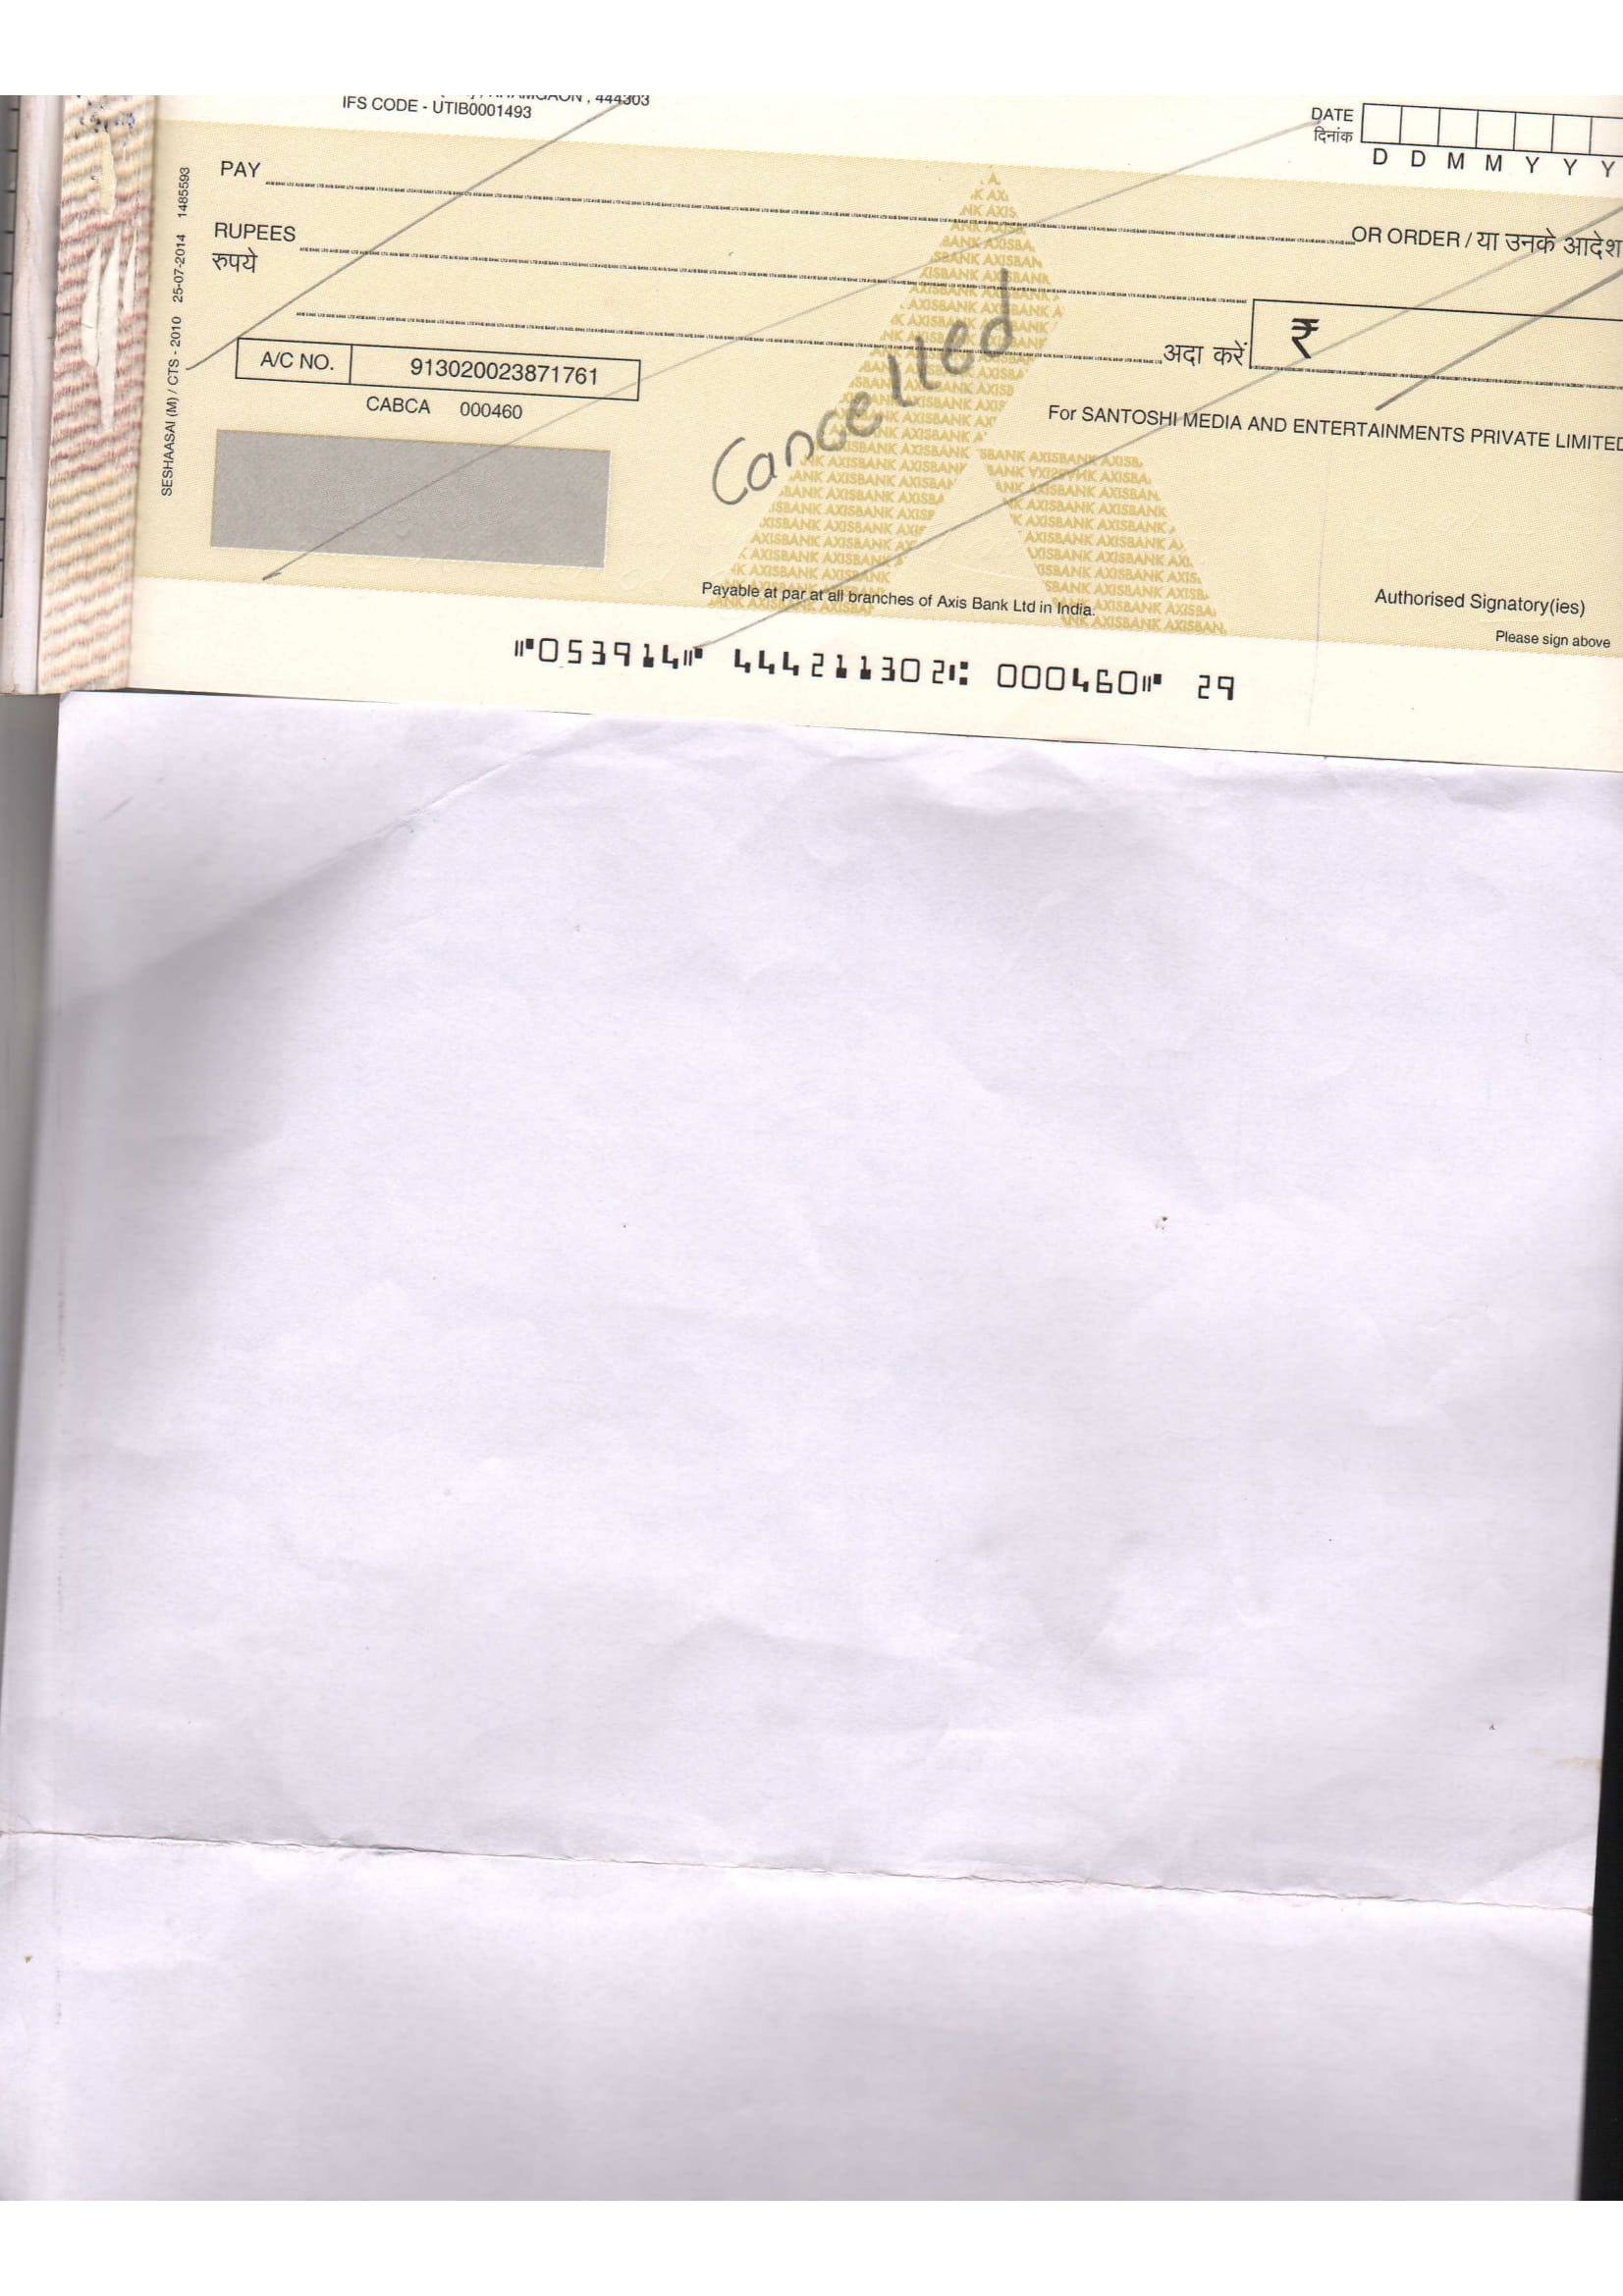 KHAMGAON , 444303
IFS CODE - UTIB0001493
DATE
दिनांक
D D M M Y Y Y
PAY
OR ORDER / या उनके आदेश
RUPEES
रुपये
अदा करें ₹
A/C NO. 913020023871761
CABCA 000460
Cancelled
For SANTOSHI MEDIA AND ENTERTAINMENTS PRIVATE LIMITED
SESHAASAI (M) / CTS - 2010 25-07-2014 1485593
Payable at par at all branches of Axis Bank Ltd in India.
Authorised Signatory(ies)
Please sign above
⑈053914⑈ 444211302⑆ 000460⑈ 29